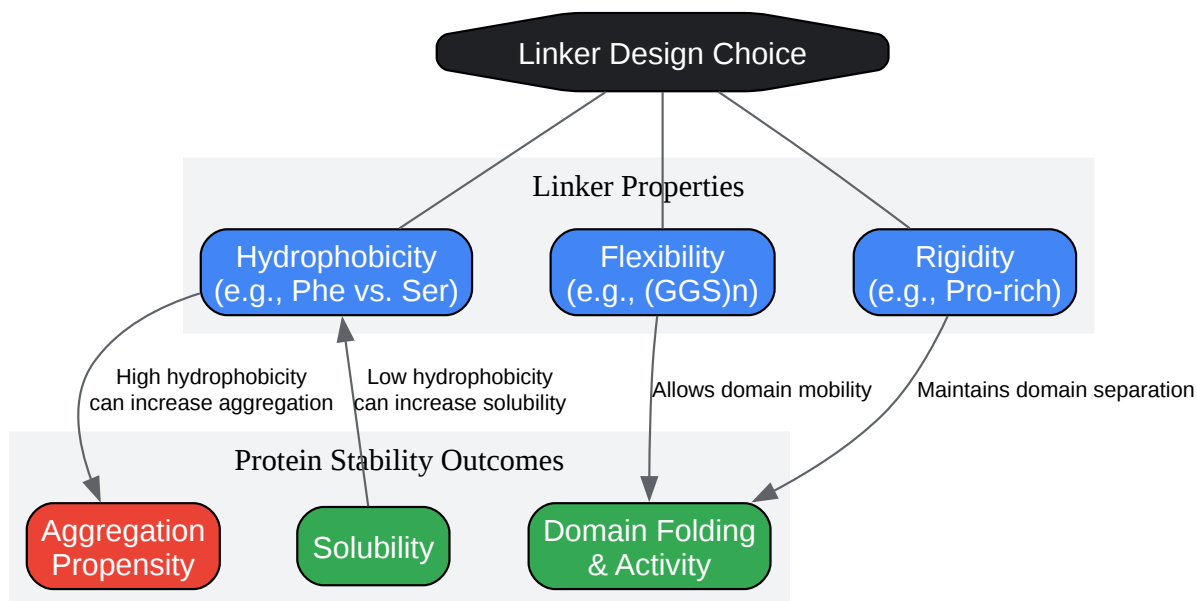 Linker Design Choice
Linker Properties
Hydrophobicity
(e.g., Phe vs. Ser)
Flexibility
(e.g., (GGS)n)
Rigidity
(e.g., Pro-rich)
High hydrophobicity
can increase aggregation
Low hydrophobicity
can increase solubility
Allows domain mobility
Maintains domain separation
Protein Stability Outcomes
Aggregation
Propensity
Solubility
Domain Folding
& Activity